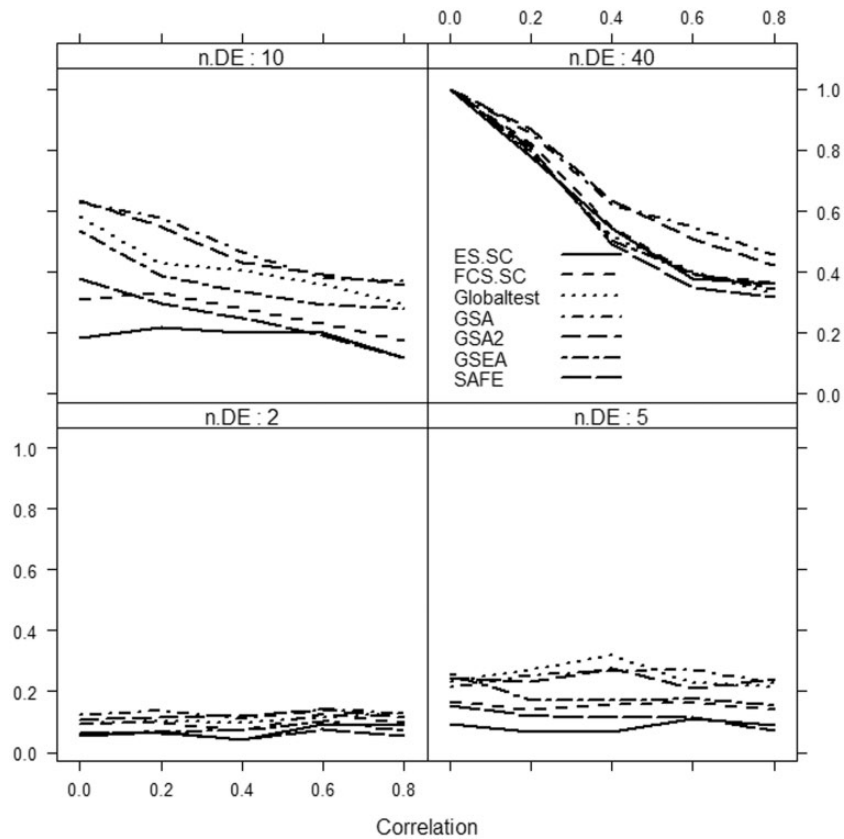 0.0 0.2 0.4 0.6 0.8
n.DE : 10 n.DE : 40
1.0
0.8
0.6
ES.SC
FCS.SC
0.4
Globaltest
GSA
0.2
GSA2
GSEA
SAFE
0.0
n.DE : 2 n.DE : 5
1.0
0.8
0.6
0.4
0.2
0.0
0.0 0.2 0.4 0.6 0.8
Correlation